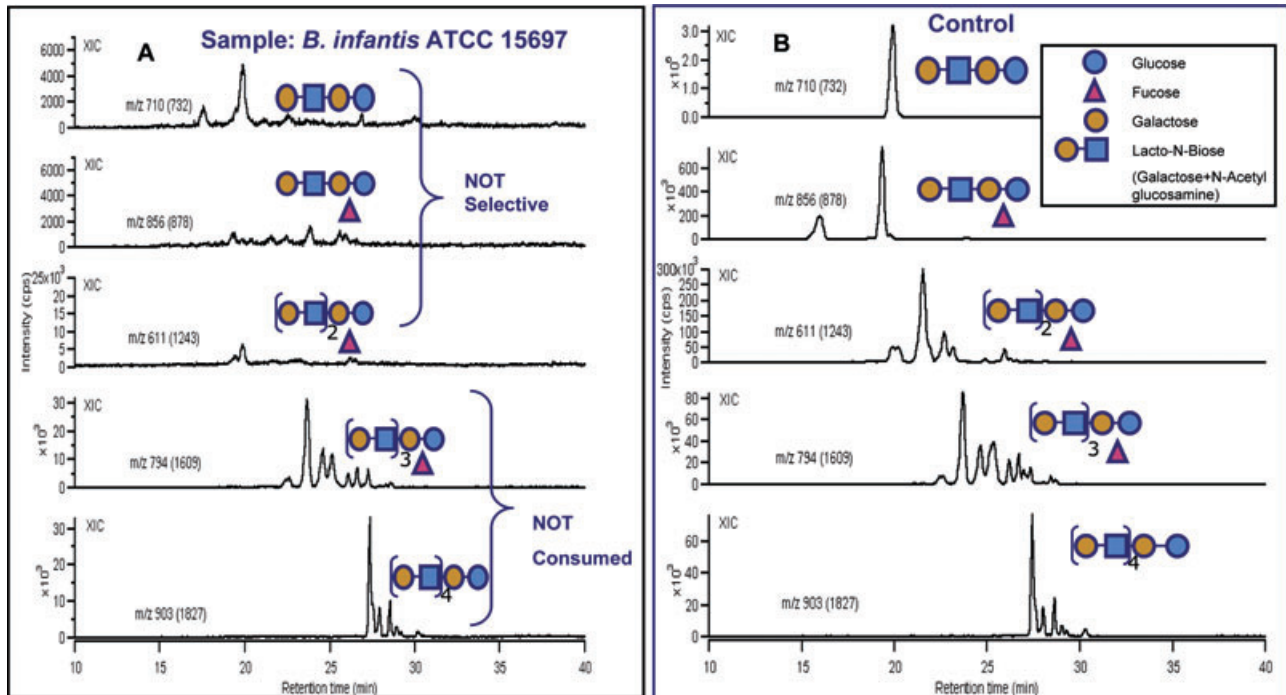 A
Sample: B. infantis ATCC 15697
XIC
6000
4000
2000
0
m/z 710 (732)
XIC
6000
4000
2000
0
m/z 856 (878)
NOT
Selective
XIC
25x10³
20
15
10
5
0
m/z 611 (1243)
2
Intensity (cps)
XIC
30
20
10
0
x10³
m/z 794 (1609)
3
XIC
30
20
10
0
x10³
m/z 903 (1827)
4
NOT
Consumed
10 15 20 25 30 35 40
Retention time (min)
B
Control
XIC
3.0
2.0
1.0
0.0
x10⁶
m/z 710 (732)
Glucose
Fucose
Galactose
Lacto-N-Biose
(Galactose+N-Acetyl
glucosamine)
XIC
600
400
200
0
x10³
m/z 856 (878)
XIC
300x10³
250
200
150
100
50
0
m/z 611 (1243)
2
Intensity (cps)
XIC
80
60
40
20
0
x10³
m/z 794 (1609)
3
XIC
60
40
20
0
x10³
m/z 903 (1827)
4
10 15 20 25 30 35 40
Retention time (min)